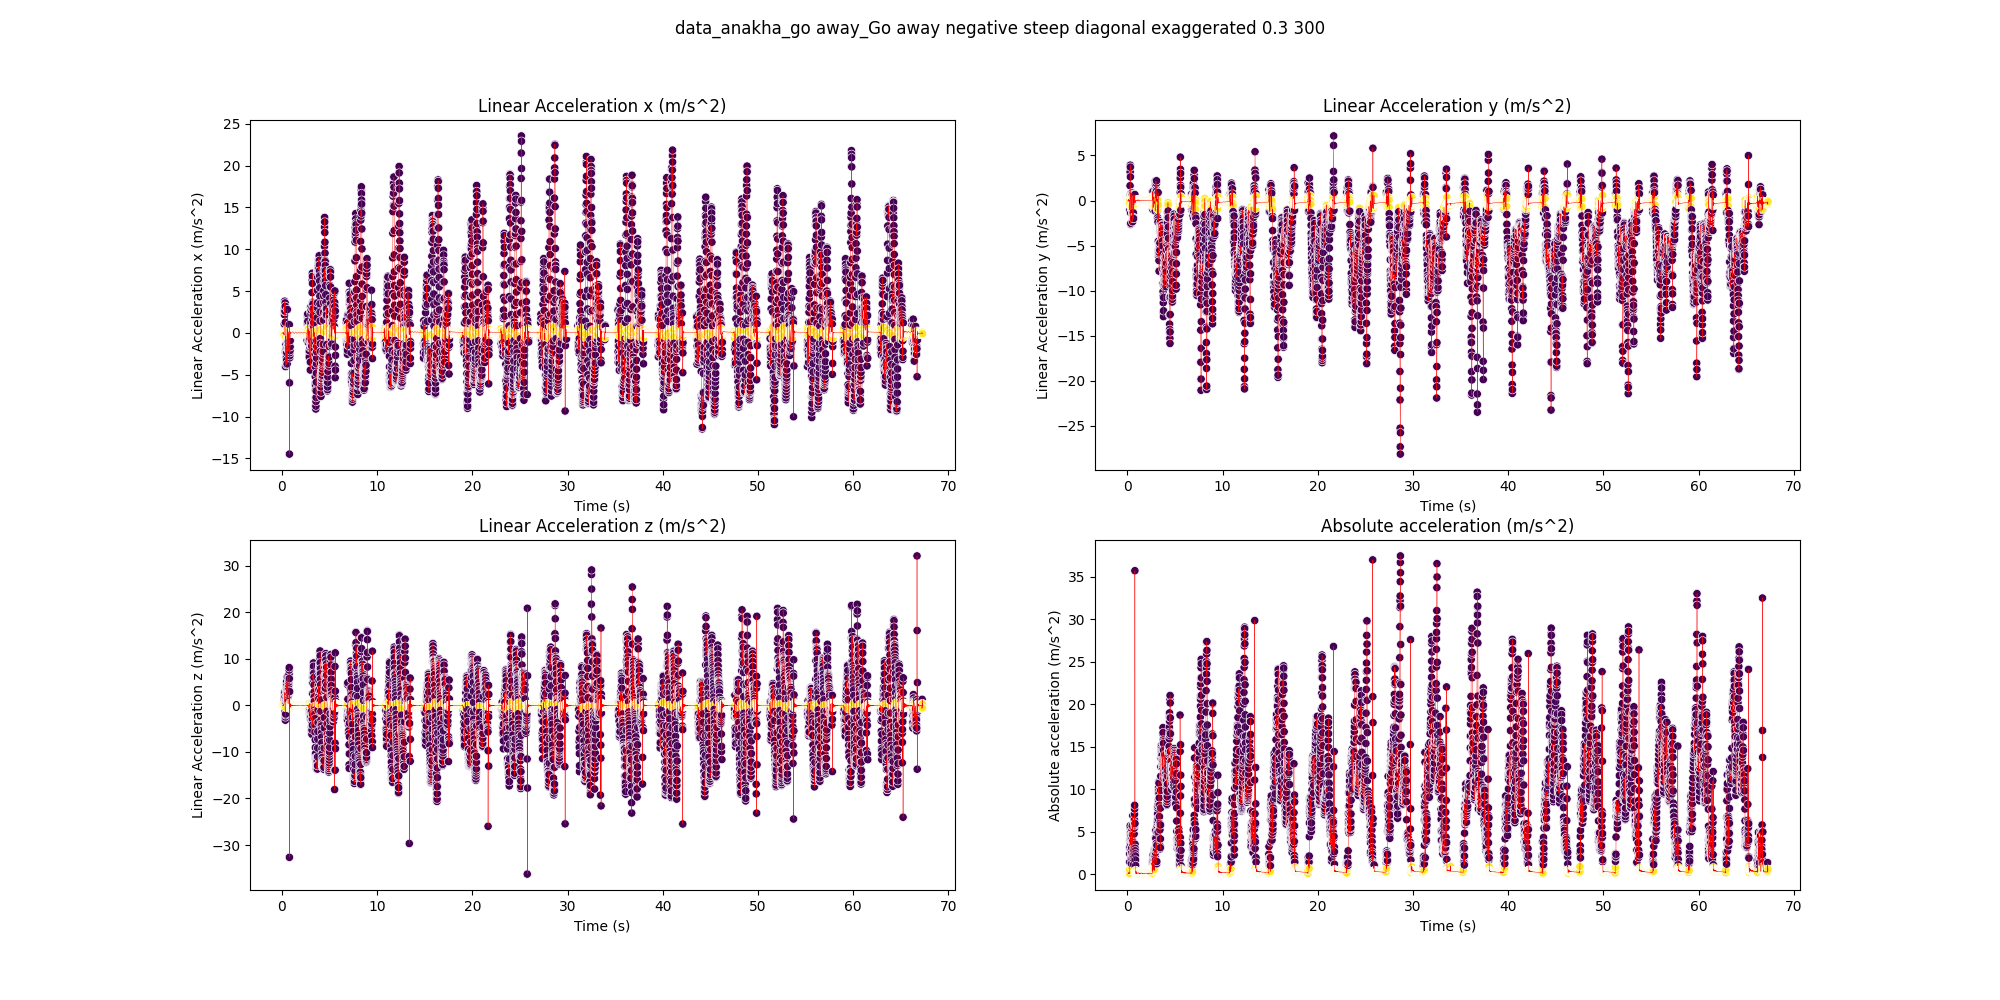 data_anakha_go away_Go away negative steep diagonal exaggerated 0.3 300
Linear Acceleration x (m/s^2)
Linear Acceleration x (m/s^2)
25
20
15
10
5
0
−5
−10
−15
0 10 20 30 40 50 60 70
Time (s)
Linear Acceleration y (m/s^2)
Linear Acceleration y (m/s^2)
5
0
−5
−10
−15
−20
−25
0 10 20 30 40 50 60 70
Time (s)
Linear Acceleration z (m/s^2)
Linear Acceleration z (m/s^2)
30
20
10
0
−10
−20
−30
0 10 20 30 40 50 60 70
Time (s)
Absolute acceleration (m/s^2)
Absolute acceleration (m/s^2)
35
30
25
20
15
10
5
0
0 10 20 30 40 50 60 70
Time (s)